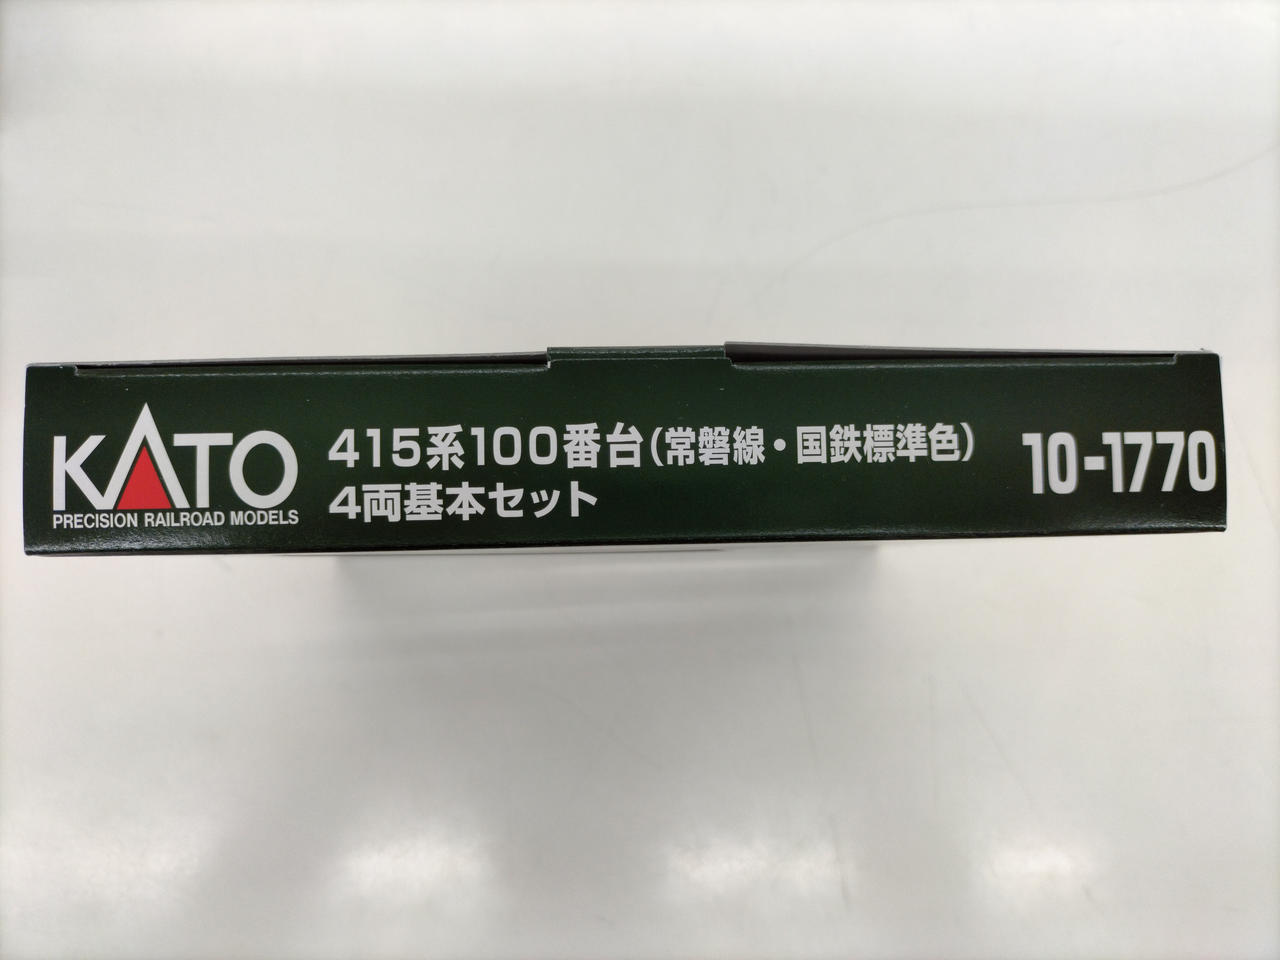 KATO
PRECISION RAILROAD MODELS
415系100番台(常磐線・国鉄標準色)
4両基本セット
10-1770